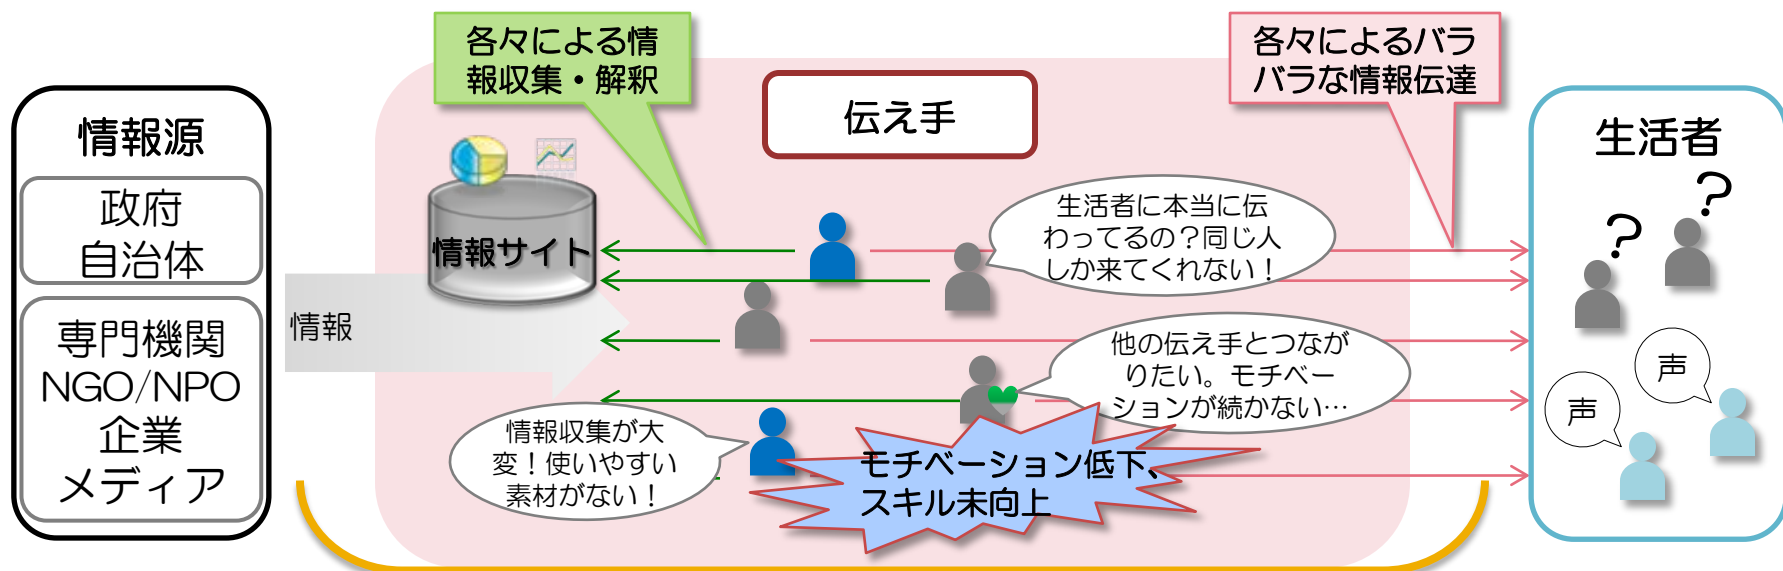 各々による情
報収集・解釈
各々によるバラ
バラな情報伝達
伝え手
情報源
政府
自治体
専門機関
NGO/NPO
企業
メディア
情報
情報サイト
生活者に本当に伝
わってるの？同じ人
しか来てくれない！
他の伝え手とつなが
りたい。モチベー
ションが続かない…
情報収集が大
変！使いやすい
素材がない！
モチベーション低下、
スキル未向上
生活者
？
？
声
声